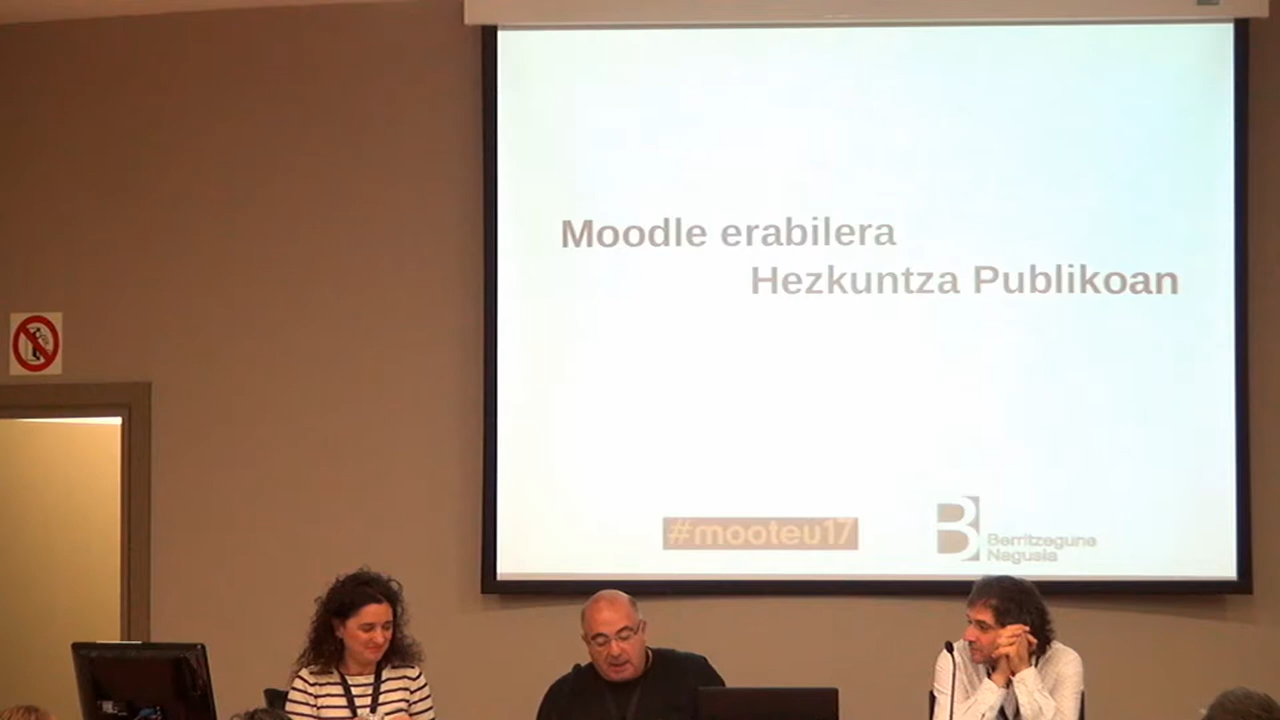 Moodle erabilera
Hezkuntza Publikoan
#mooteu17
B
Berritzegune
Nagusia